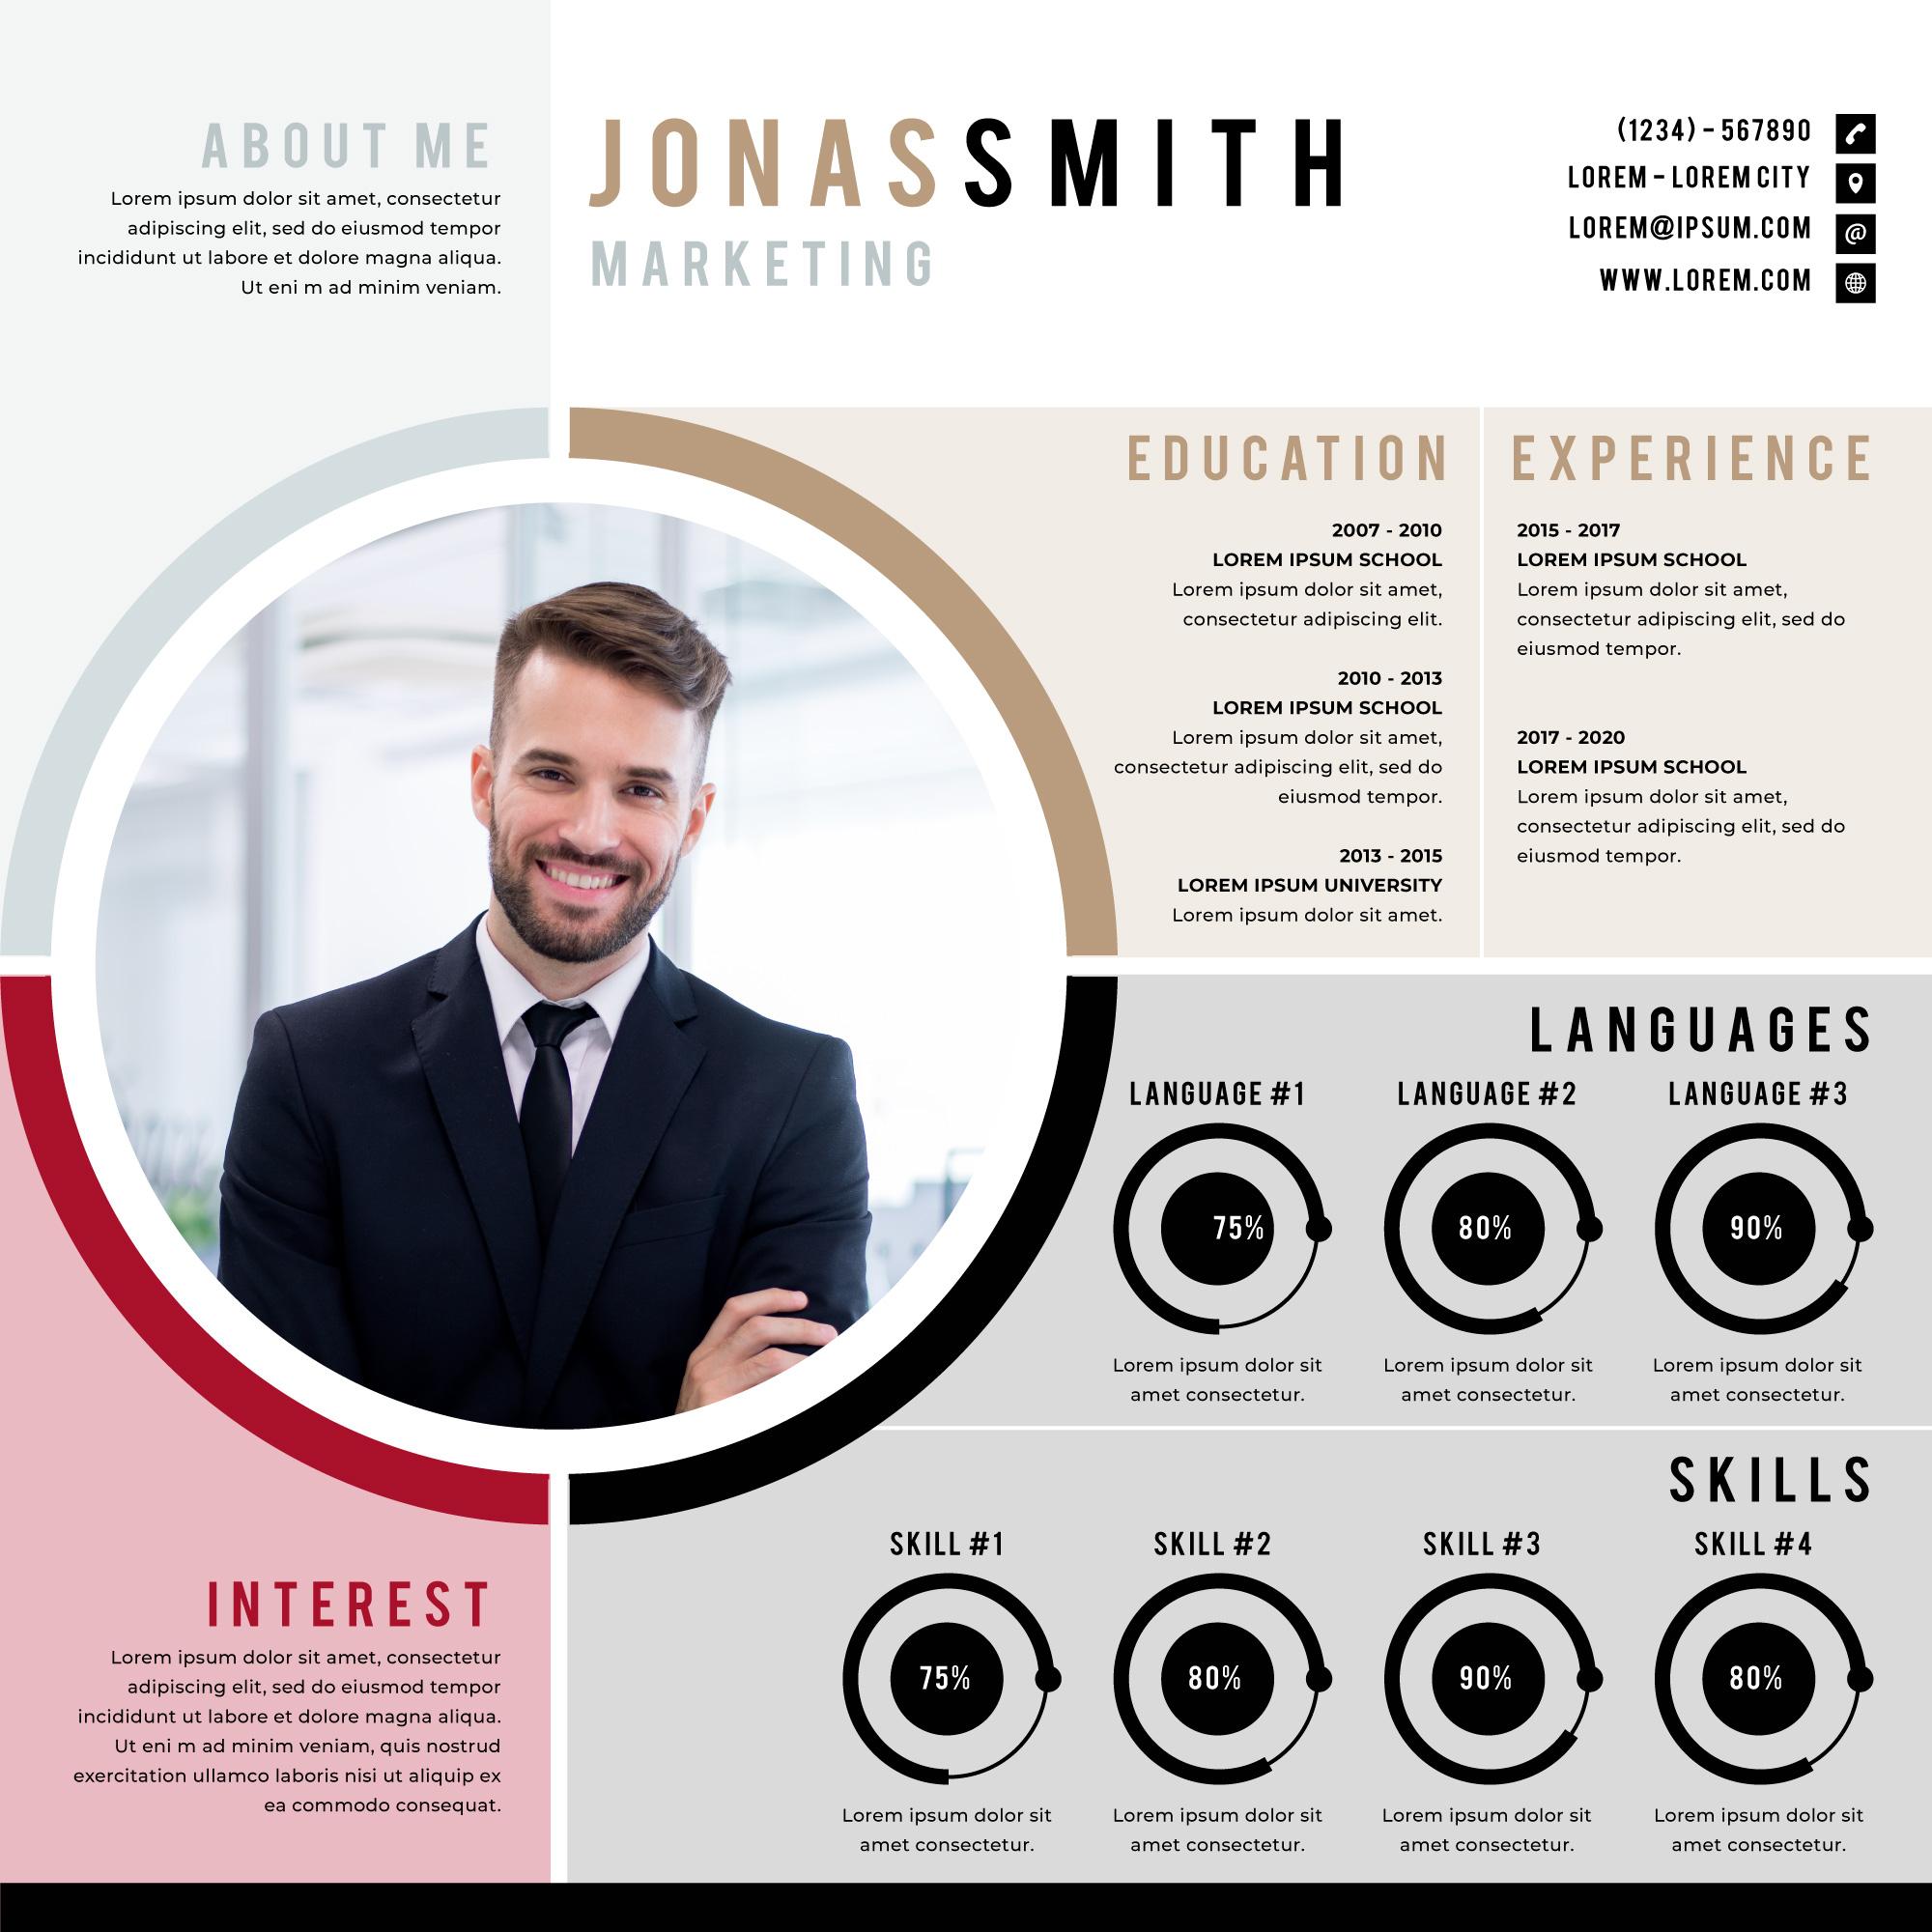 ABOUT ME
Lorem ipsum dolor sit amet, consectetur
adipiscing elit, sed do eiusmod tempor
incididunt ut labore et dolore magna aliqua.
Ut eni m ad minim veniam.
JONASSMITH
MARKETING
(1234) - 567890
LOREM - LOREM CITY
LOREM@IPSUM.COM
@
WWW.LOREM.COM
EDUCATION
2007 - 2010
LOREM IPSUM SCHOOL
Lorem ipsum dolor sit amet,
consectetur adipiscing elit.
2010 - 2013
LOREM IPSUM SCHOOL
Lorem ipsum dolor sit amet,
consectetur adipiscing elit, sed do
eiusmod tempor.
2013 - 2015
LOREM IPSUM UNIVERSITY
Lorem ipsum dolor sit amet.
EXPERIENCE
2015 - 2017
LOREM IPSUM SCHOOL
Lorem ipsum dolor sit amet,
consectetur adipiscing elit, sed do
eiusmod tempor.
2017 - 2020
LOREM IPSUM SCHOOL
Lorem ipsum dolor sit amet,
consectetur adipiscing elit, sed do
eiusmod tempor.
LANGUAGES
LANGUAGE #1
75%
Lorem ipsum dolor sit
amet consectetur.
LANGUAGE #2
80%
Lorem ipsum dolor sit
amet consectetur.
LANGUAGE #3
90%
Lorem ipsum dolor sit
amet consectetur.
SKILLS
SKILL #1
75%
Lorem ipsum dolor sit
amet consectetur.
SKILL #2
80%
Lorem ipsum dolor sit
amet consectetur.
SKILL #3
90%
Lorem ipsum dolor sit
amet consectetur.
SKILL #4
80%
Lorem ipsum dolor sit
amet consectetur.
INTEREST
Lorem ipsum dolor sit amet, consectetur
adipiscing elit, sed do eiusmod tempor
incididunt ut labore et dolore magna aliqua.
Ut eni m ad minim veniam, quis nostrud
exercitation ullamco laboris nisi ut aliquip ex
ea commodo consequat.